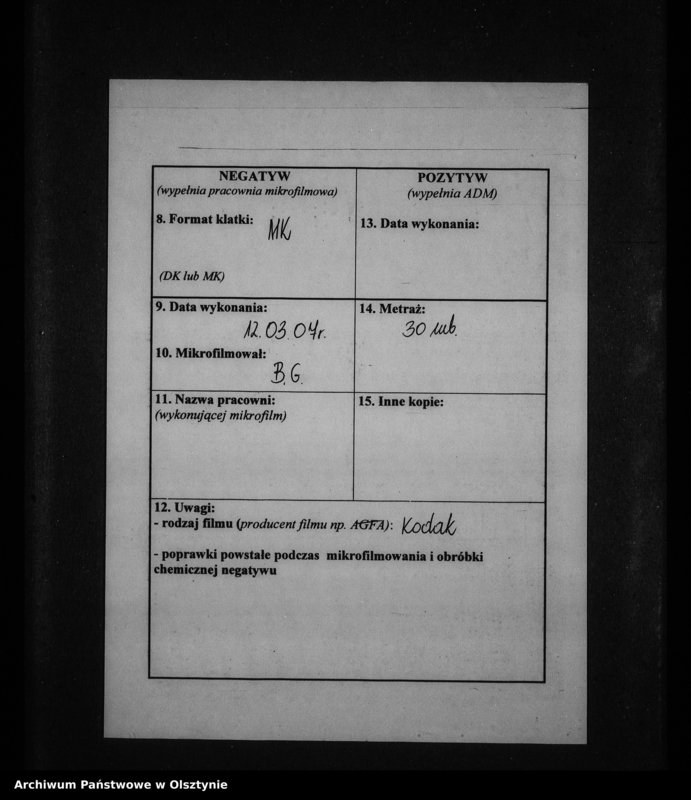 NEGATYW
(wypełnia pracownia mikrofilmowa)
8. Format klatki: MK
(DK lub MK)
POZYTYW
(wypełnia ADM)
13. Data wykonania:
9. Data wykonania:
12.03.04r.
10. Mikrofilmował:
B.G.
14. Metraż:
30 mb.
11. Nazwa pracowni:
(wykonującej mikrofilm)
15. Inne kopie:
12. Uwagi:
- rodzaj filmu (producent filmu np. AGFA): Kodak
- poprawki powstałe podczas mikrofilmowania i obróbki
chemicznej negatywu
Archiwum Państwowe w Olsztynie